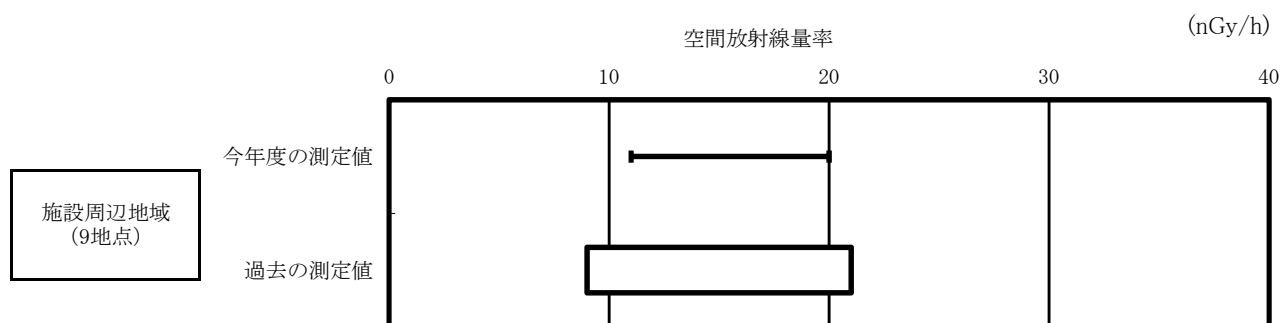 (nGy/h)
空間放射線量率
0 10 20 30 40
今年度の測定値
施設周辺地域
(9地点)
過去の測定値